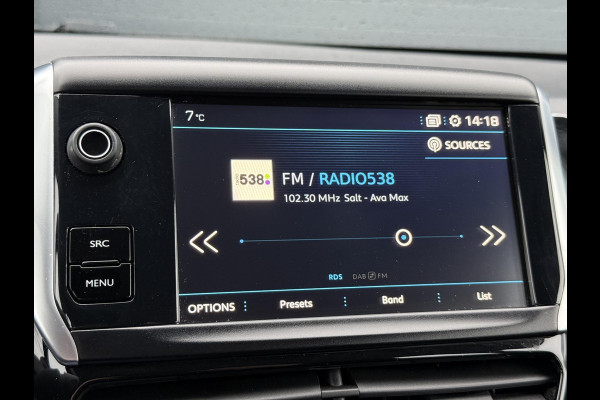 7 °C
14:18
SOURCES
538
FM / RADIO538
102.30 MHz Salt - Ava Max
SRC
MENU
RDS DAB FM
OPTIONS Presets Band List